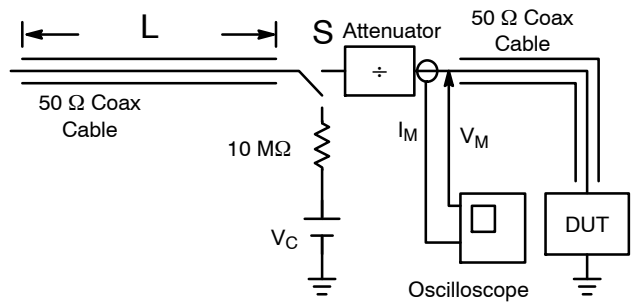 L
S
Attenuator
÷
50 Ω Coax
Cable
50 Ω Coax
Cable
10 MΩ
I_M
V_M
V_C
DUT
Oscilloscope